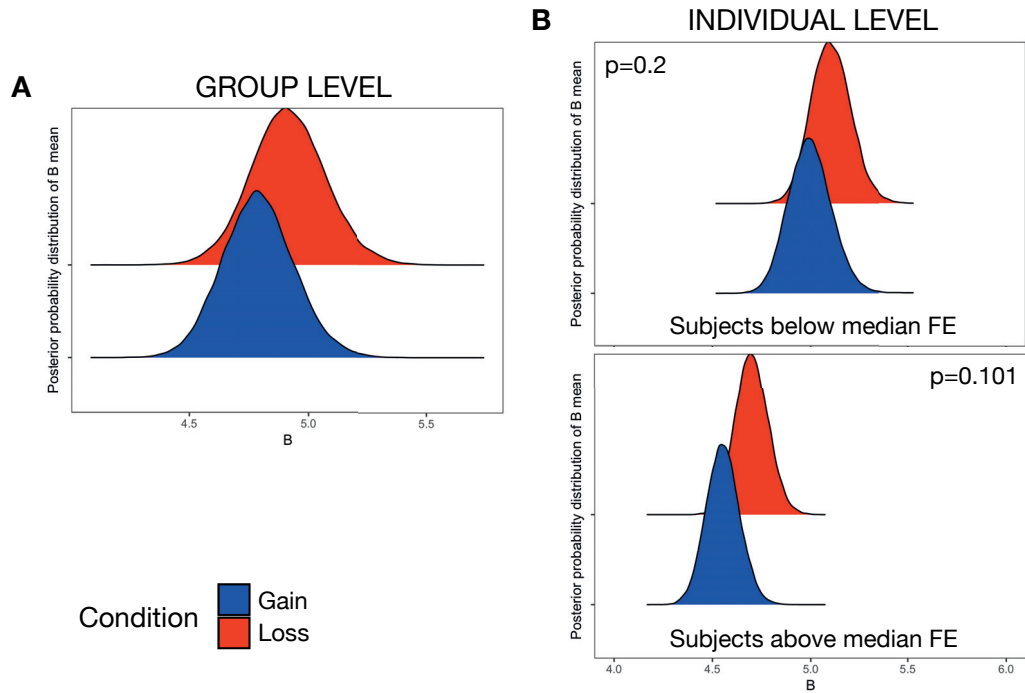 A
GROUP LEVEL
Posterior probability distribution of B mean
4.5 5.0 5.5
B
Condition
Gain
Loss
B
INDIVIDUAL LEVEL
p=0.2
Posterior probability distribution of B mean
Subjects below median FE
p=0.101
Posterior probability distribution of B mean
Subjects above median FE
4.0 4.5 5.0 5.5 6.0
B